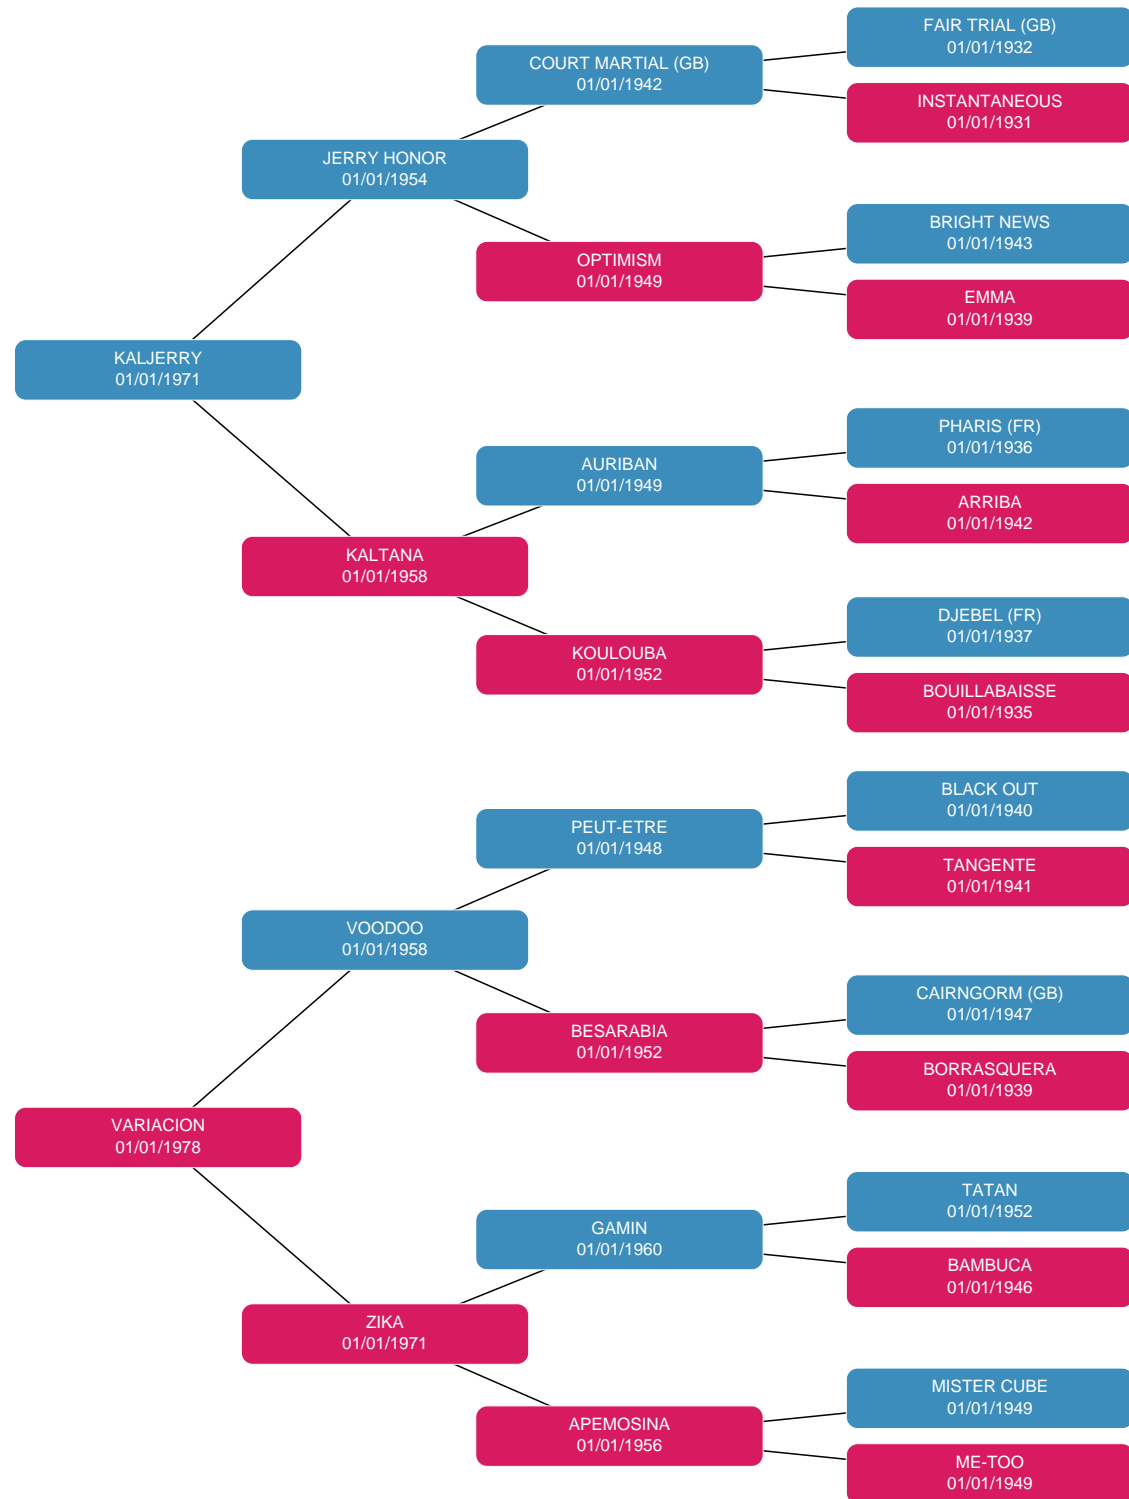 FAIR TRIAL (GB)
01/01/1932
COURT MARTIAL (GB)
01/01/1942
INSTANTANEOUS
01/01/1931
JERRY HONOR
01/01/1954
BRIGHT NEWS
01/01/1943
OPTIMISM
01/01/1949
EMMA
01/01/1939
KALJERRY
01/01/1971
PHARIS (FR)
01/01/1936
AURIBAN
01/01/1949
ARRIBA
01/01/1942
KALTANA
01/01/1958
DJEBEL (FR)
01/01/1937
KOULOUBA
01/01/1952
BOUILLABAISSE
01/01/1935
BLACK OUT
01/01/1940
PEUT-ETRE
01/01/1948
TANGENTE
01/01/1941
VOODOO
01/01/1958
CAIRNGORM (GB)
01/01/1947
BESARABIA
01/01/1952
BORRASQUERA
01/01/1939
VARIACION
01/01/1978
TATAN
01/01/1952
GAMIN
01/01/1960
BAMBUCA
01/01/1946
ZIKA
01/01/1971
MISTER CUBE
01/01/1949
APEMOSINA
01/01/1956
ME-TOO
01/01/1949